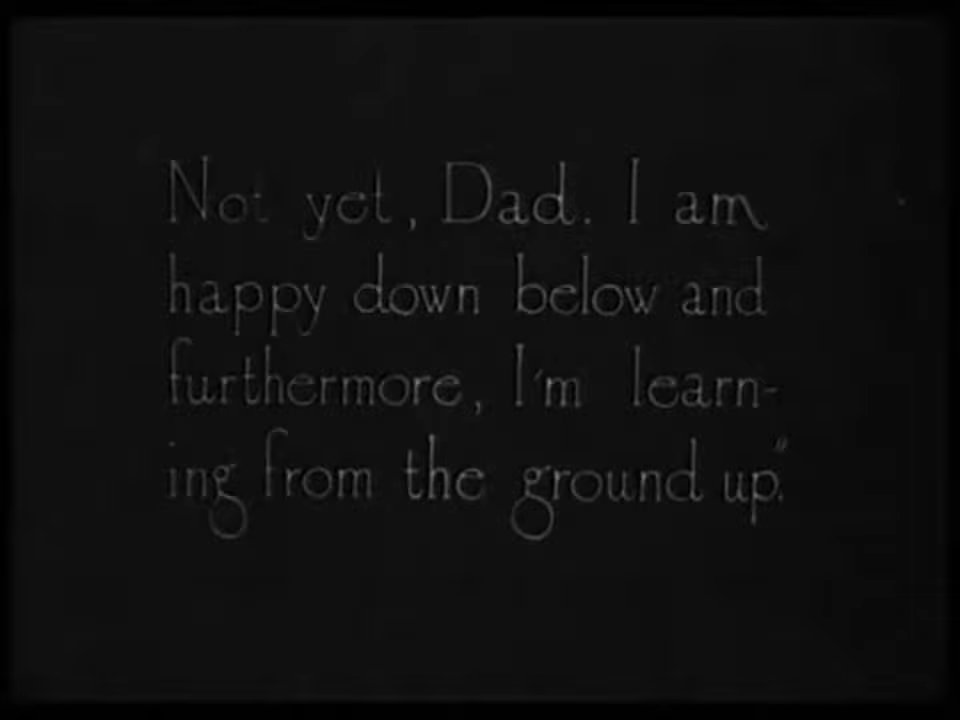 Not yet, Dad. I am
happy down below and
furthermore, I'm learn-
ing from the ground up."